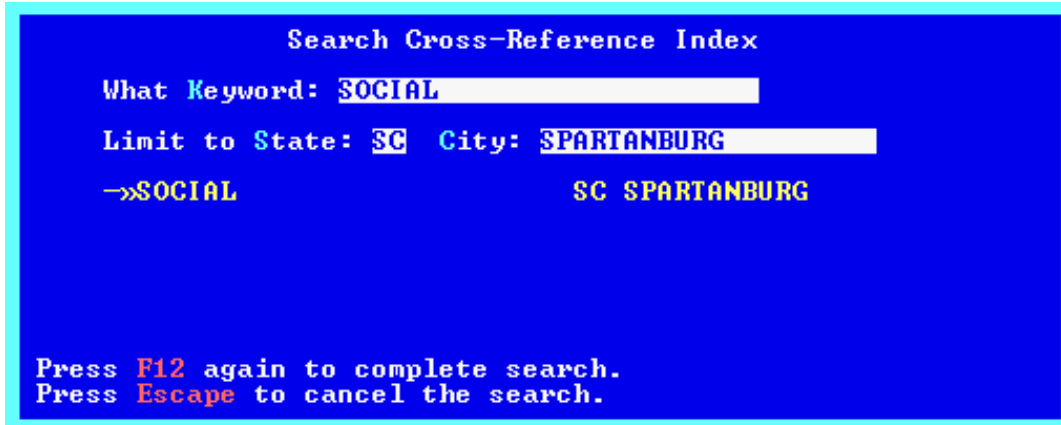 Search Cross-Reference Index
What Keyword: SOCIAL
Limit to State: SC City: SPARTANBURG
─»SOCIAL SC SPARTANBURG
Press F12 again to complete search.
Press Escape to cancel the search.